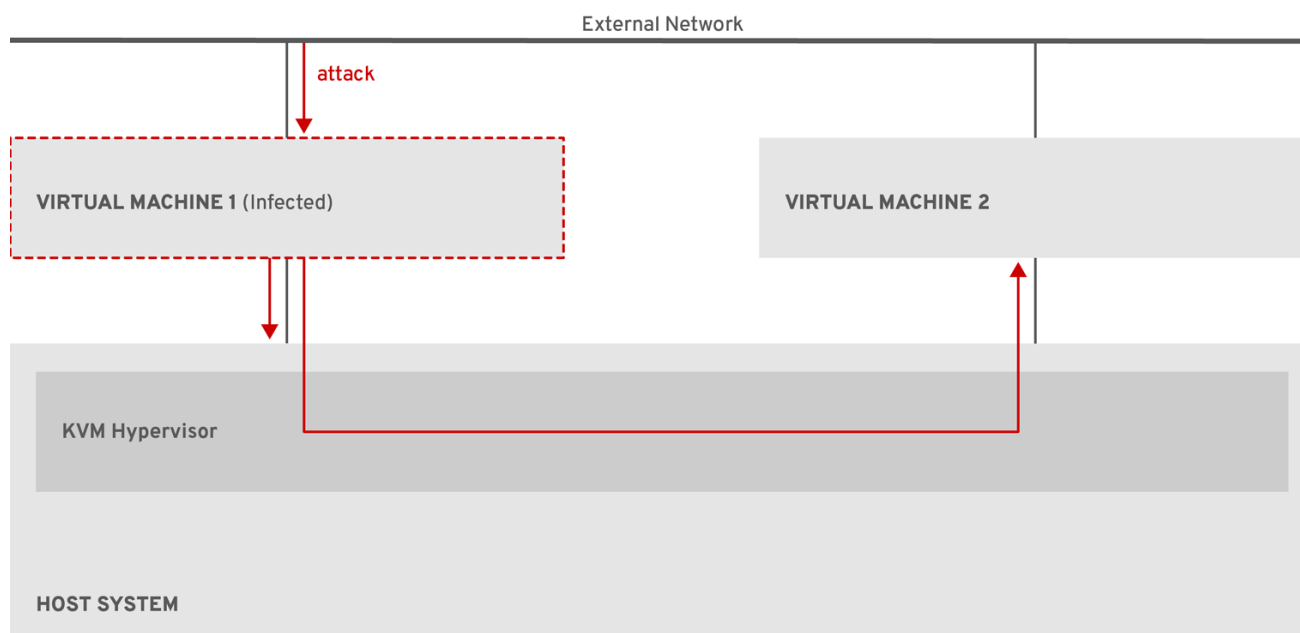 External Network
attack
VIRTUAL MACHINE 1 (Infected)
VIRTUAL MACHINE 2
KVM Hypervisor
HOST SYSTEM